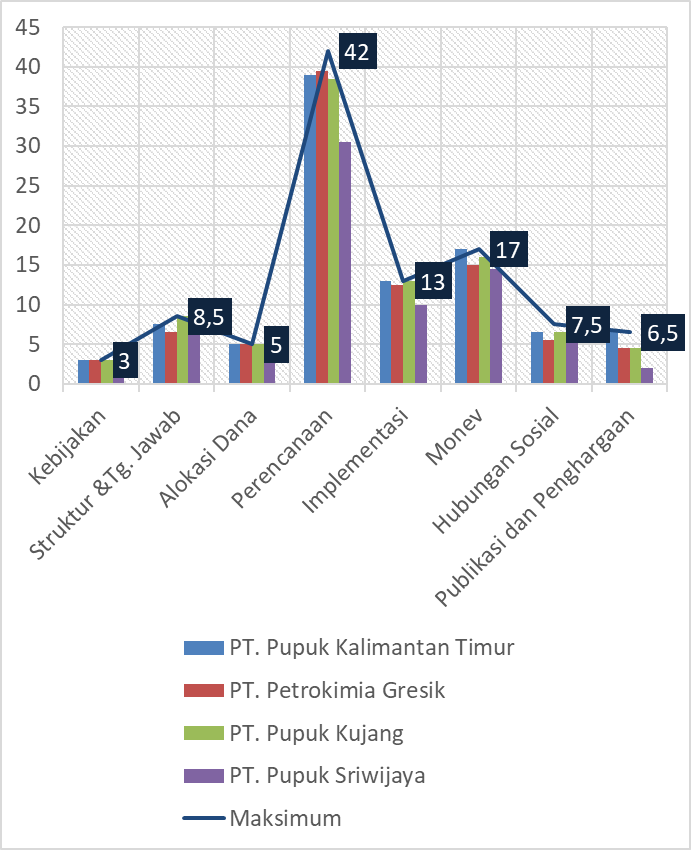 45
40
35
30
25
20
15
10
5
0
42
3
8,5
5
13
17
7,5
6,5
Kebijakan
Struktur &Tg. Jawab
Alokasi Dana
Perencanaan
Implementasi
Monev
Hubungan Sosial
Publikasi dan Penghargaan
PT. Pupuk Kalimantan Timur
PT. Petrokimia Gresik
PT. Pupuk Kujang
PT. Pupuk Sriwijaya
Maksimum